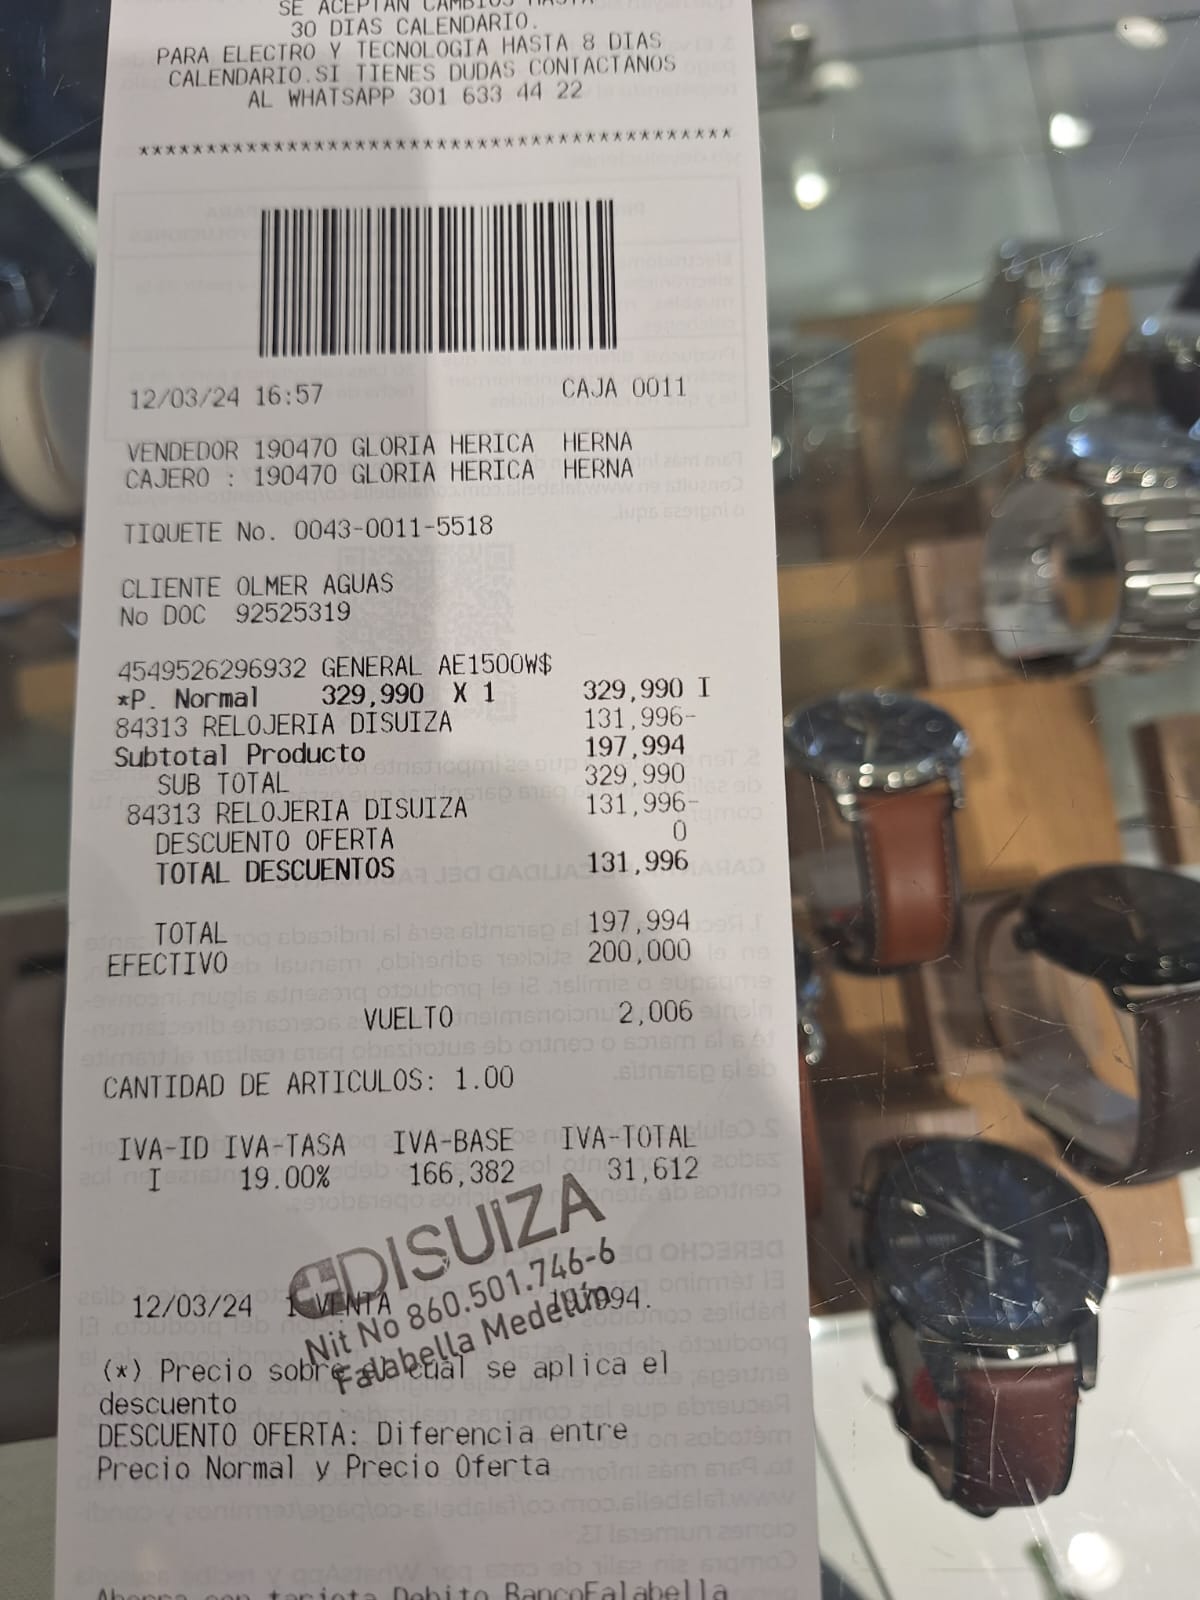 SE ACEPTAN CAMBIOS HASTA
30 DIAS CALENDARIO.
PARA ELECTRO Y TECNOLOGIA HASTA 8 DIAS
CALENDARIO.SI TIENES DUDAS CONTACTANOS
AL WHATSAPP 301 633 44 22
********************************************
12/03/24 16:57 CAJA 0011
VENDEDOR 190470 GLORIA HERICA HERNA
CAJERO : 190470 GLORIA HERICA HERNA
TIQUETE No. 0043-0011-5518
CLIENTE OLMER AGUAS
No DOC 92525319
4549526296932 GENERAL AE1500W$
*P. Normal 329,990 X 1 329,990 I
84313 RELOJERIA DISUIZA 131,996-
Subtotal Producto 197,994
SUB TOTAL 329,990
84313 RELOJERIA DISUIZA 131,996-
DESCUENTO OFERTA 0
TOTAL DESCUENTOS 131,996
TOTAL 197,994
EFECTIVO 200,000
VUELTO 2,006
CANTIDAD DE ARTICULOS: 1.00
IVA-ID IVA-TASA IVA-BASE IVA-TOTAL
I 19.00% 166,382 31,612
DISUIZA
Nit No 860.501.746-6
Falabella Medellín
12/03/24 1 VENTA
(*) Precio sobre el cual se aplica el
descuento
DESCUENTO OFERTA: Diferencia entre
Precio Normal y Precio Oferta
Ahorra con tarjeta Debito BancoFalabella